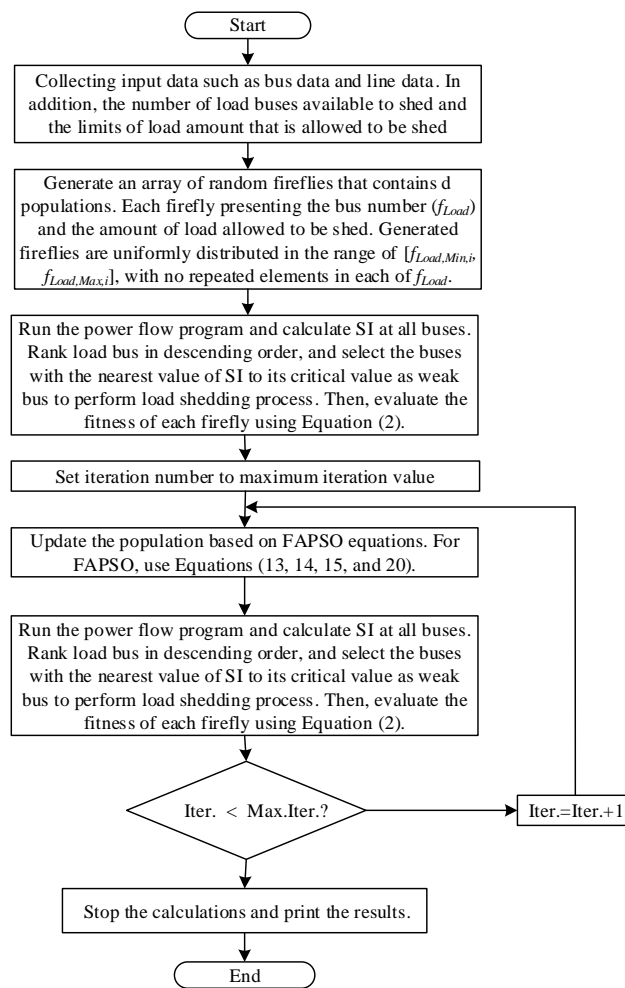 Start
Collecting input data such as bus data and line data. In
addition, the number of load buses available to shed and
the limits of load amount that is allowed to be shed
Generate an array of random fireflies that contains d
populations. Each firefly presenting the bus number (fLoad)
and the amount of load allowed to be shed. Generated
fireflies are uniformly distributed in the range of [fLoad,Min,i,
fLoad,Max,i], with no repeated elements in each of fLoad.
Run the power flow program and calculate SI at all buses.
Rank load bus in descending order, and select the buses
with the nearest value of SI to its critical value as weak
bus to perform load shedding process. Then, evaluate the
fitness of each firefly using Equation (2).
Set iteration number to maximum iteration value
Update the population based on FAPSO equations. For
FAPSO, use Equations (13, 14, 15, and 20).
Run the power flow program and calculate SI at all buses.
Rank load bus in descending order, and select the buses
with the nearest value of SI to its critical value as weak
bus to perform load shedding process. Then, evaluate the
fitness of each firefly using Equation (2).
Iter. < Max.Iter.?
Iter.=Iter.+1
Stop the calculations and print the results.
End